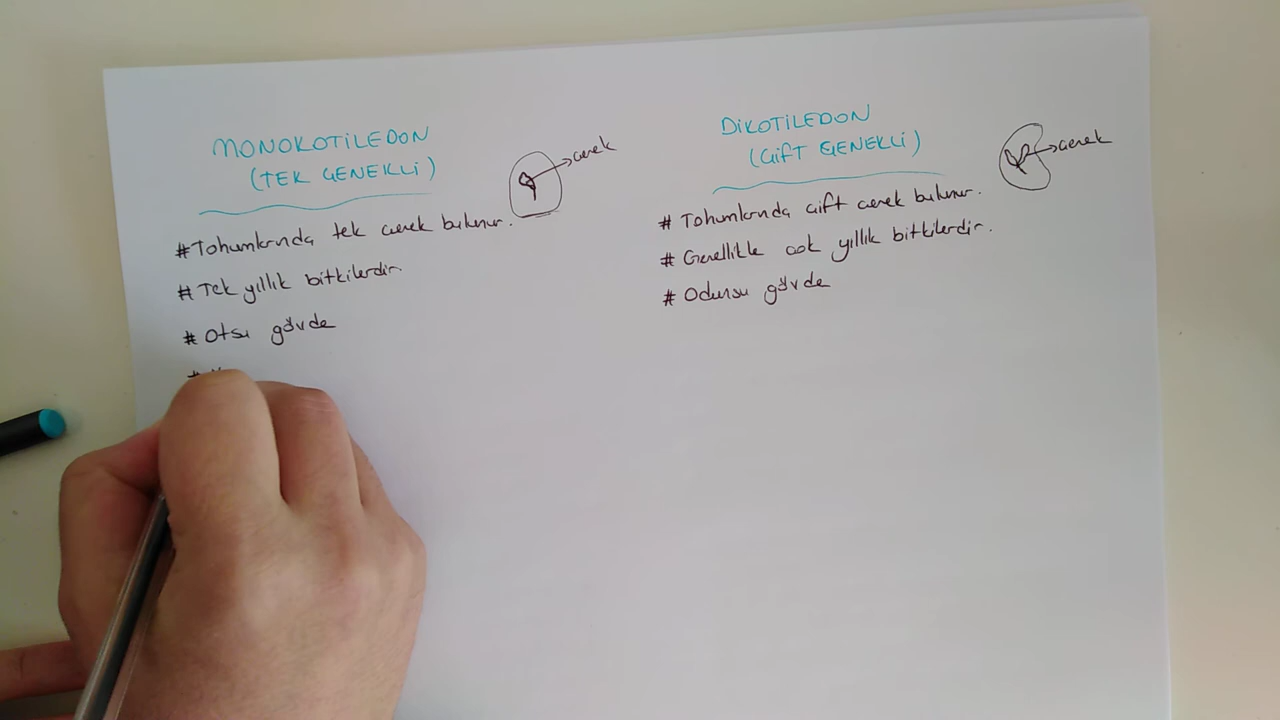 MONOKOTİLEDON
(TEK ÇENEKLİ)
çenek
#Tohumlarında tek çenek bulunur.
# Tek yıllık bitkilerdir.
# Otsu gövde
#
DİKOTİLEDON
(ÇİFT ÇENEKLİ)
çenek
# Tohumlarında çift çenek bulunur.
# Genellikle çok yıllık bitkilerdir.
# Odunsu gövde